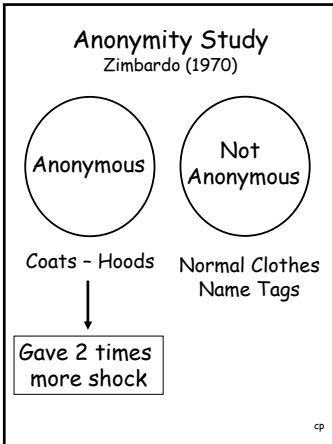 Anonymity Study
Zimbardo (1970)
Anonymous
Not
Anonymous
Coats – Hoods
Normal Clothes
Name Tags
Gave 2 times
more shock
cp